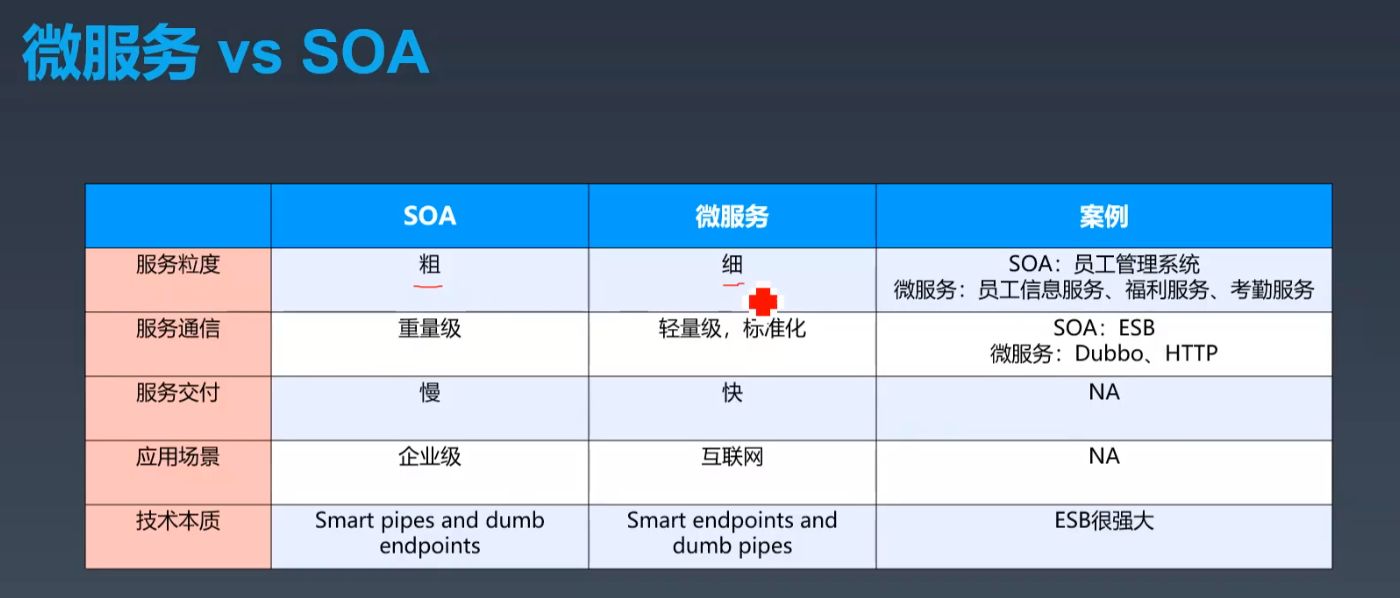 微服务 vs SOA
SOA
微服务
案例
服务粒度
粗
细
SOA：员工管理系统
微服务：员工信息服务、福利服务、考勤服务
服务通信
重量级
轻量级，标准化
SOA：ESB
微服务：Dubbo、HTTP
服务交付
慢
快
NA
应用场景
企业级
互联网
NA
技术本质
Smart pipes and dumb
endpoints
Smart endpoints and
dumb pipes
ESB很强大